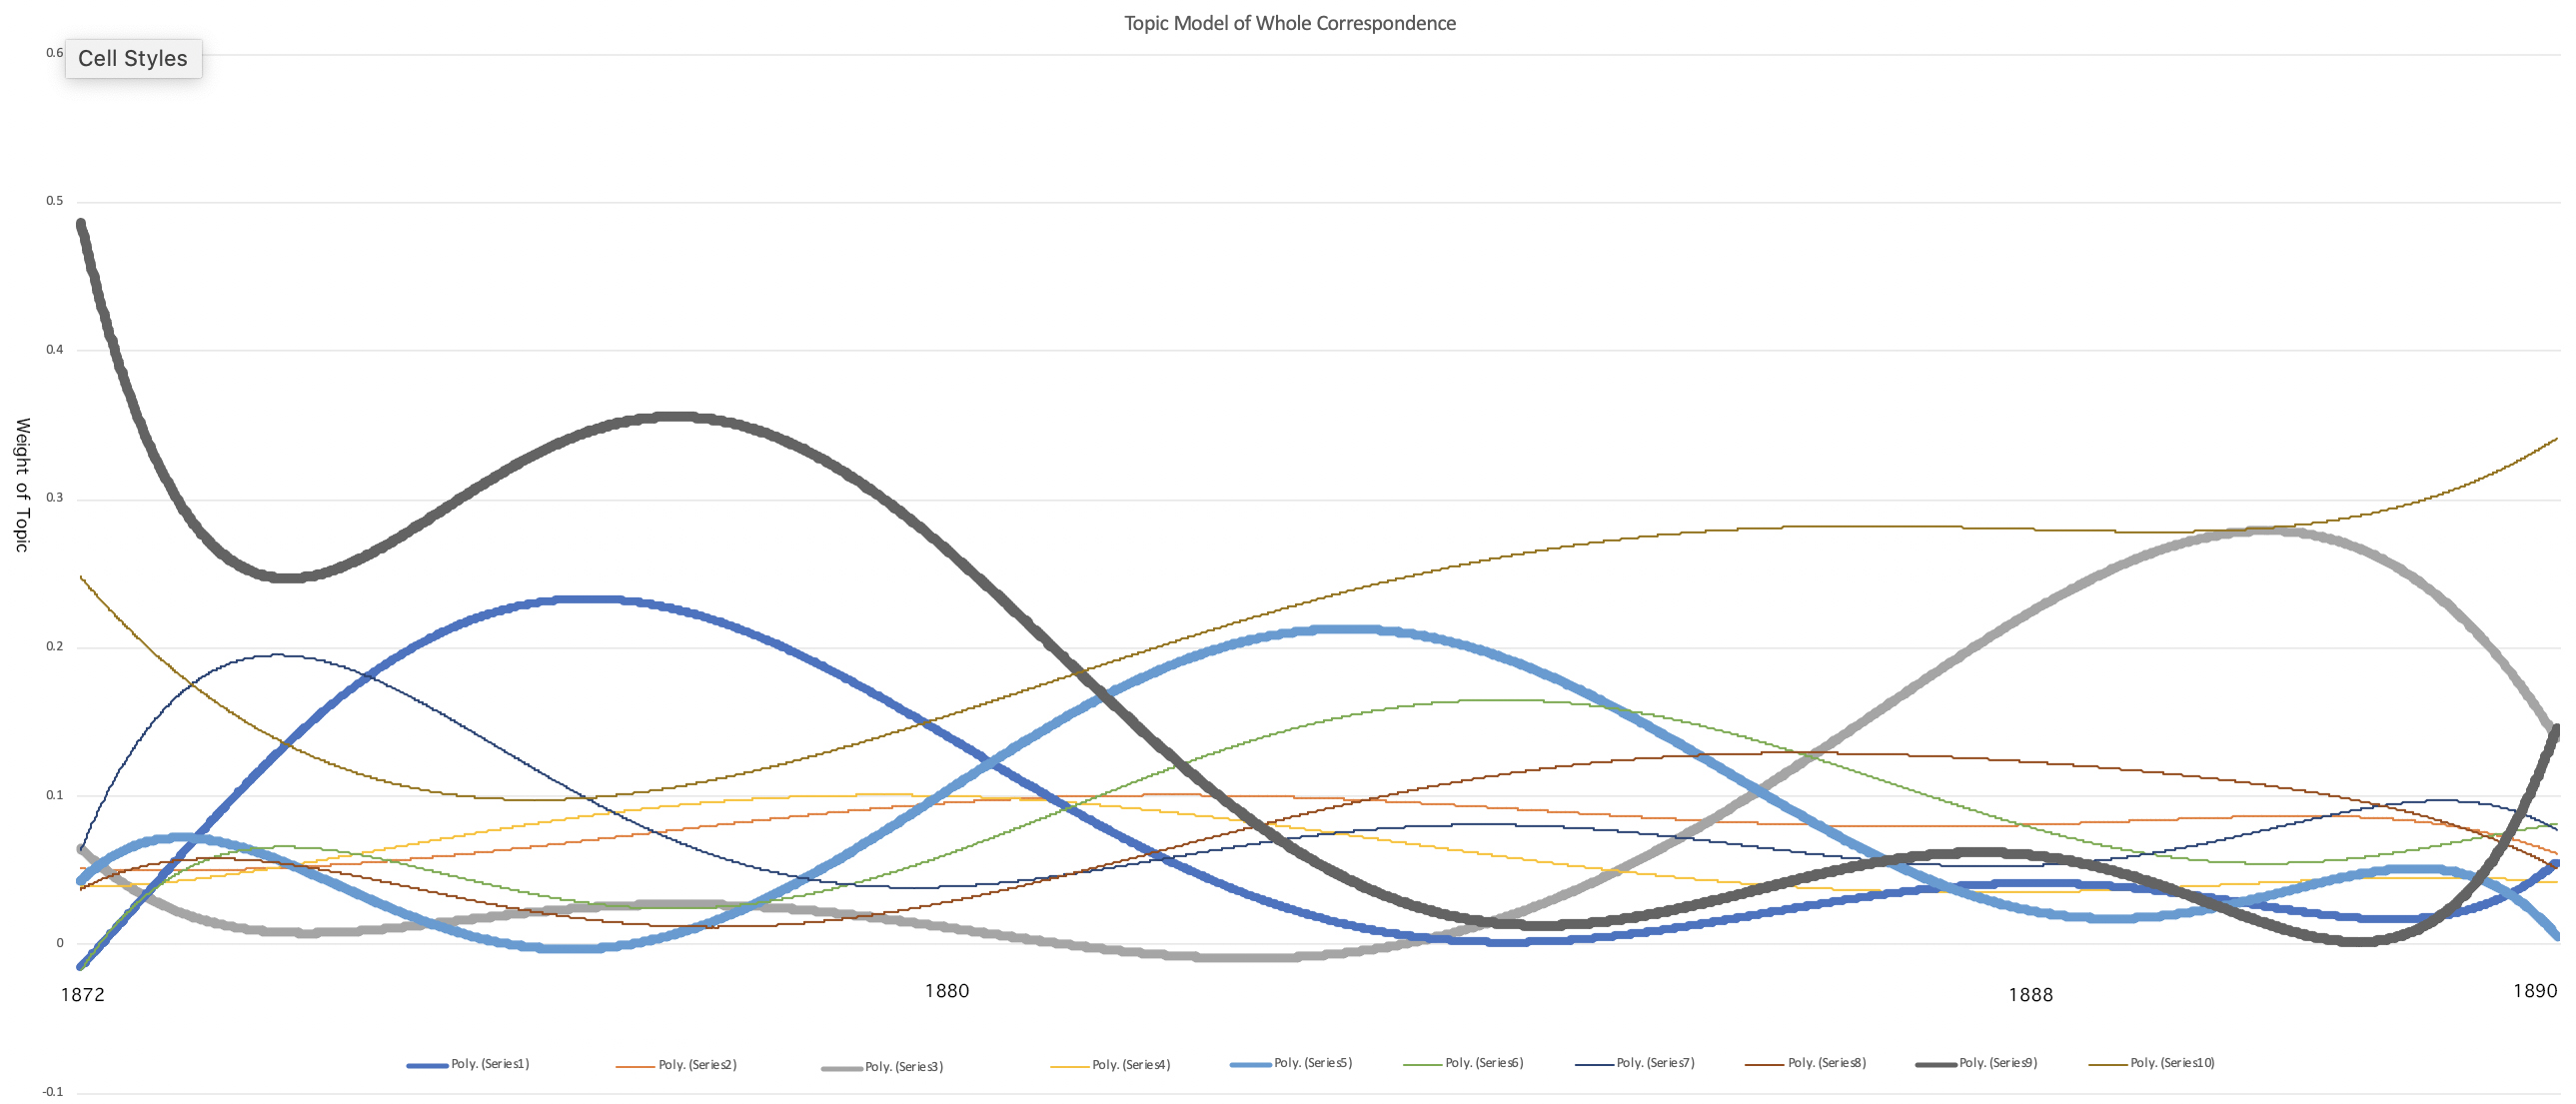 Topic Model of Whole Correspondence
0.6
Cell Styles
0.5
0.4
0.3
0.2
0.1
0
-0.1
Weight of Topic
1872 1880 1888 1890
Poly. (Series1) Poly. (Series2) Poly. (Series3) Poly. (Series4) Poly. (Series5) Poly. (Series6) Poly. (Series7) Poly. (Series8) Poly. (Series9) Poly. (Series10)